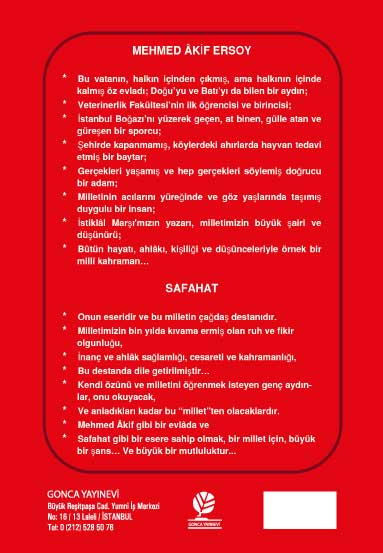 MEHMED ÂKİF ERSOY
* Bu vatanın, halkın içinden çıkmış, ama halkının içinde
kalmış öz evladı; Doğu'yu ve Batı'yı da bilen bir aydın;
* Veterinerlik Fakültesi'nin ilk öğrencisi ve birincisi;
* İstanbul Boğazı'nı yüzerek geçen, at binen, gülle atan ve
güreşen bir sporcu;
* Şehirde kapanmamış, köylerdeki ahırlarda hayvan tedavi
etmiş bir baytar;
* Gerçekleri yaşamış ve hep gerçekleri söylemiş doğrucu
bir adam;
* Milletinin acılarını yüreğinde ve göz yaşlarında taşımış
duygulu bir insan;
* İstiklâl Marşı'mızın yazarı, milletimizin büyük şairi ve
düşünürü;
* Bütün hayatı, ahlâkı, kişiliği ve düşünceleriyle örnek bir
millî kahraman...
SAFAHAT
* Onun eseridir ve bu milletin çağdaş destanıdır.
* Milletimizin bin yılda kıvama ermiş olan ruh ve fikir
olgunluğu,
* İnanç ve ahlâk sağlamlığı, cesareti ve kahramanlığı,
* Bu destanda dile getirilmiştir...
* Kendi özünü ve milletini öğrenmek isteyen genç aydın-
lar, onu okuyacak,
* Ve anladıkları kadar bu "millet"ten olacaklardır.
* Mehmed Âkif gibi bir evlâda ve
* Safahat gibi bir esere sahip olmak, bir millet için, büyük
bir şans... Ve büyük bir mutluluktur...
GONCA YAYINEVİ
Büyük Reşitpaşa Cad. Yumni İş Merkezi
No: 16 / 13 Laleli / İSTANBUL
Tel: 0 (212) 528 50 76
GONCA YAYINEVİ